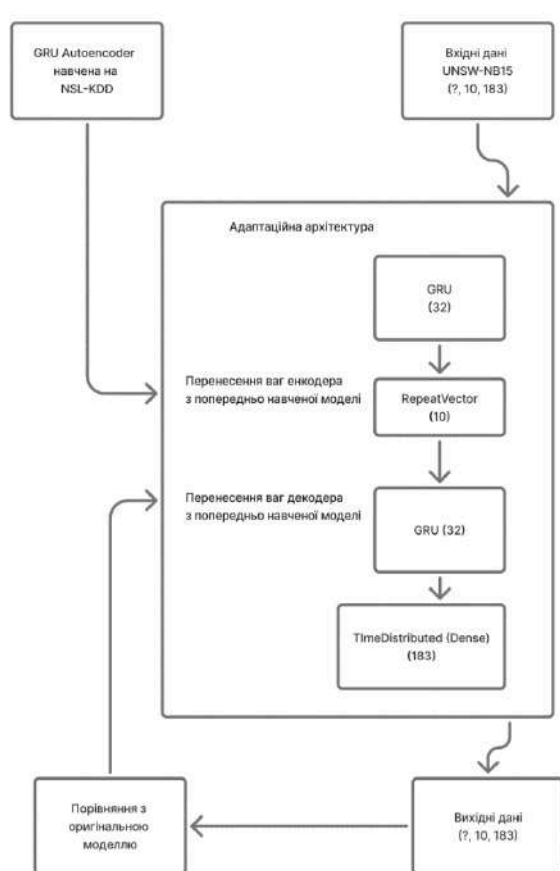 GRU Autoencoder
навчена на
NSL-KDD
Вхідні дані
UNSW-NB15
(?, 10, 183)
Адаптаційна архітектура
GRU
(32)
Перенесення ваг енкодера
з попередньо навченої моделі
RepeatVector
(10)
Перенесення ваг декодера
з попередньо навченої моделі
GRU (32)
TImeDistributed (Dense)
(183)
Порівняння з
оригінальною
моделлю
Вихідні дані
(?, 10, 183)